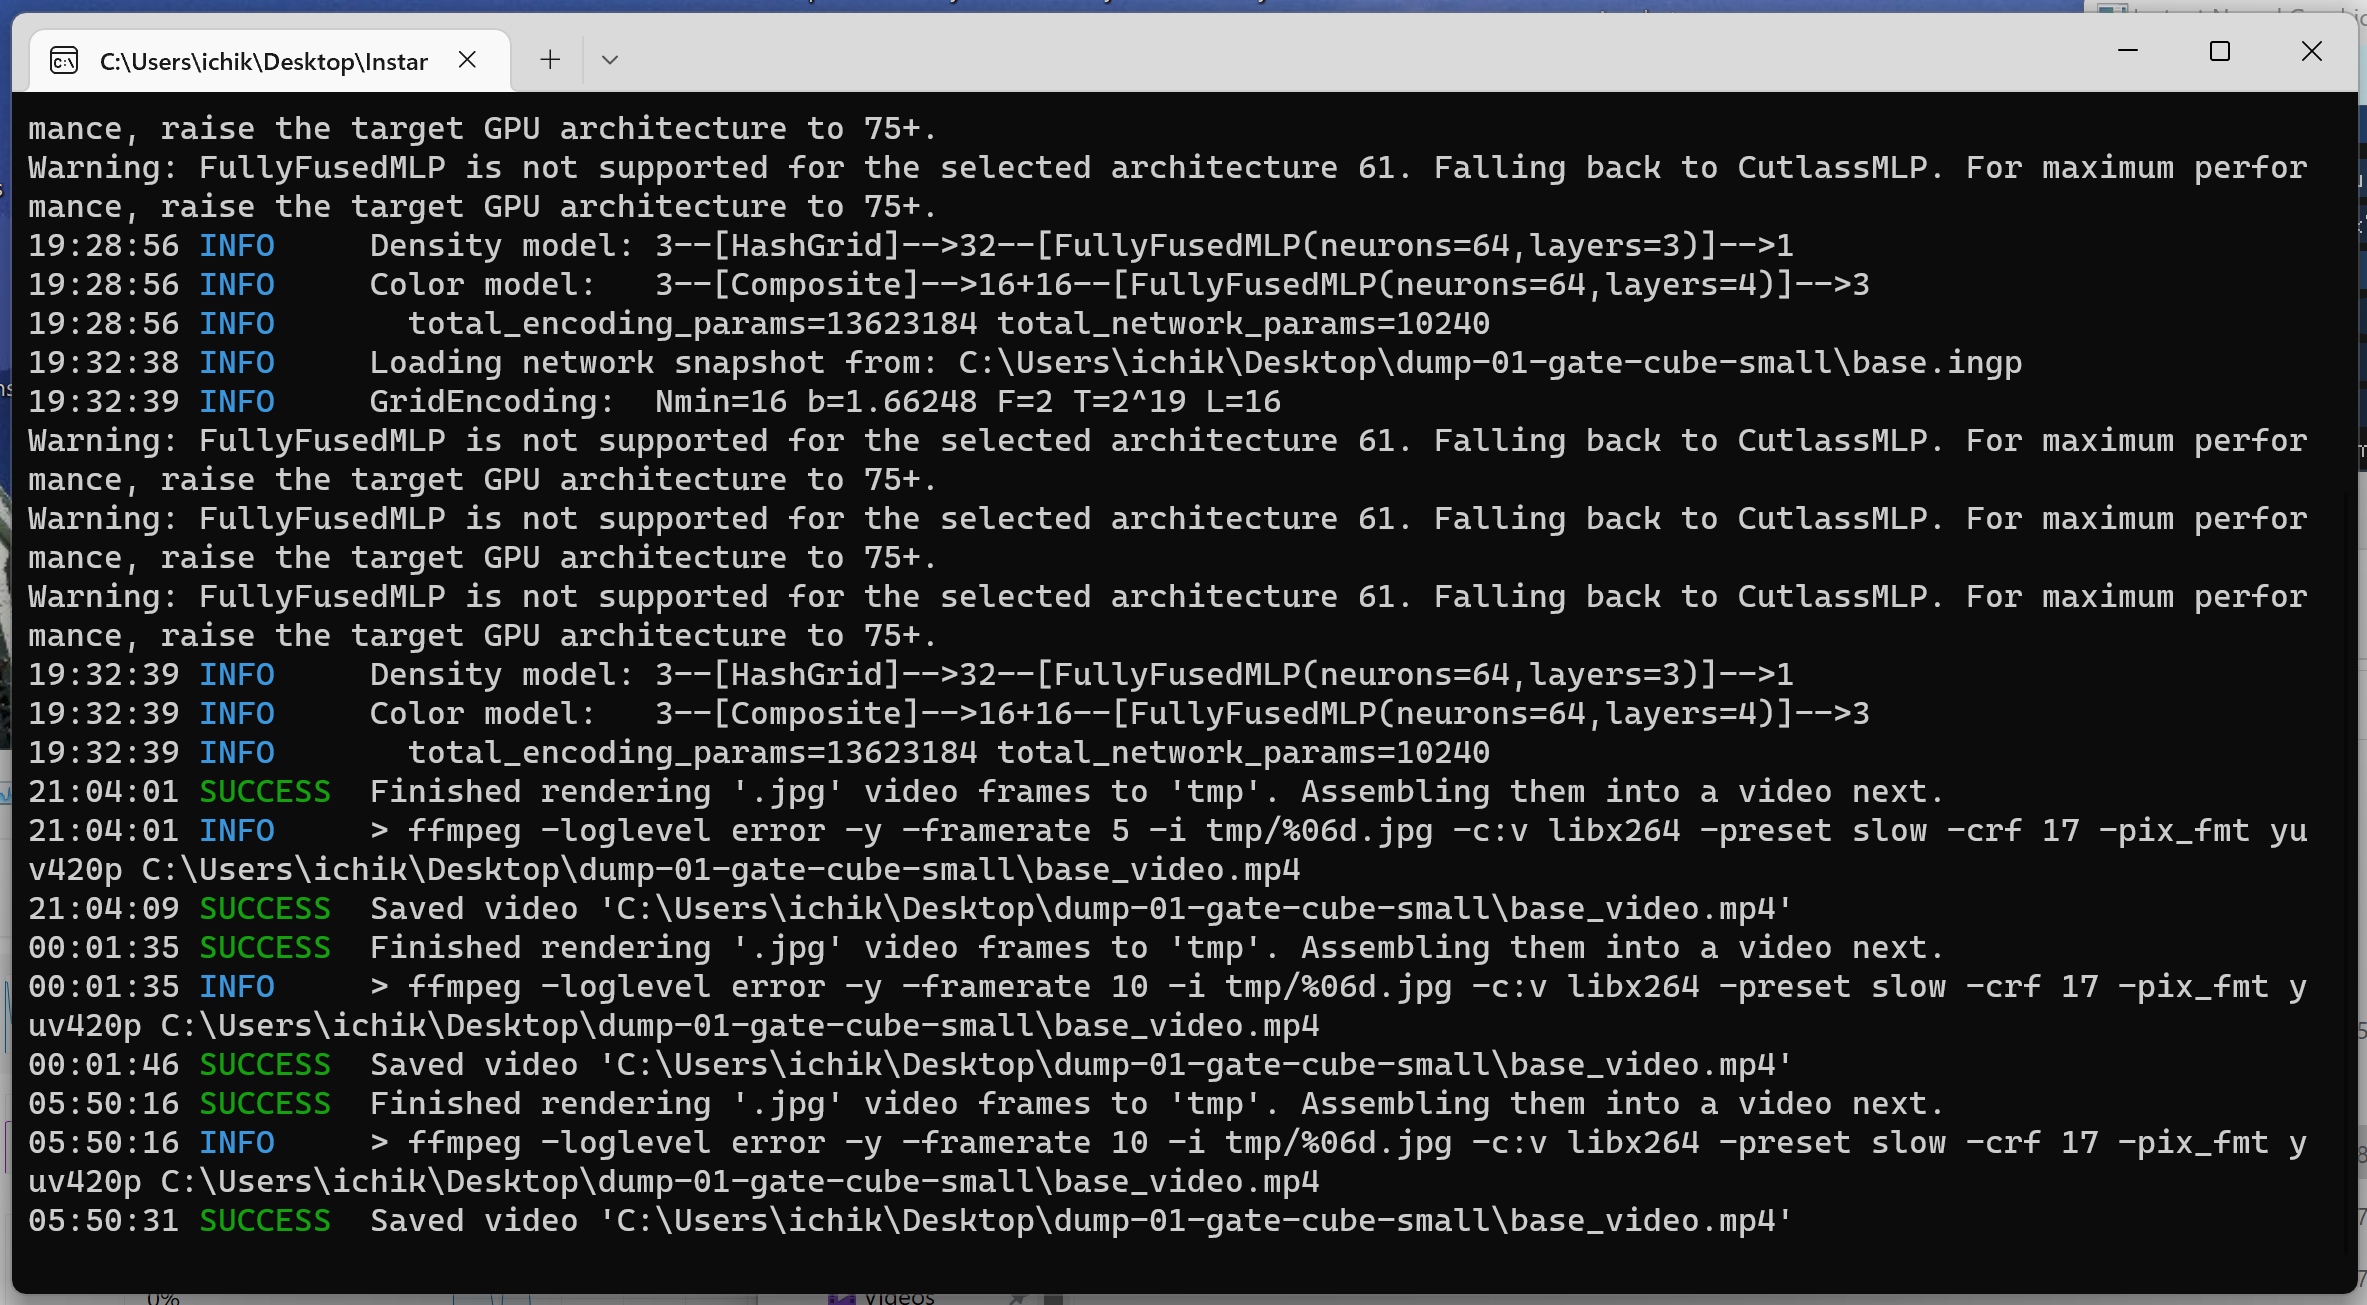 C:\Users\ichik\Desktop\Instar
mance, raise the target GPU architecture to 75+.
Warning: FullyFusedMLP is not supported for the selected architecture 61. Falling back to CutlassMLP. For maximum perfor
mance, raise the target GPU architecture to 75+.
19:28:56 INFO     Density model: 3--[HashGrid]-->32--[FullyFusedMLP(neurons=64,layers=3)]-->1
19:28:56 INFO     Color model:   3--[Composite]-->16+16--[FullyFusedMLP(neurons=64,layers=4)]-->3
19:28:56 INFO       total_encoding_params=13623184 total_network_params=10240
19:32:38 INFO     Loading network snapshot from: C:\Users\ichik\Desktop\dump-01-gate-cube-small\base.ingp
19:32:39 INFO     GridEncoding:  Nmin=16 b=1.66248 F=2 T=2^19 L=16
Warning: FullyFusedMLP is not supported for the selected architecture 61. Falling back to CutlassMLP. For maximum perfor
mance, raise the target GPU architecture to 75+.
Warning: FullyFusedMLP is not supported for the selected architecture 61. Falling back to CutlassMLP. For maximum perfor
mance, raise the target GPU architecture to 75+.
Warning: FullyFusedMLP is not supported for the selected architecture 61. Falling back to CutlassMLP. For maximum perfor
mance, raise the target GPU architecture to 75+.
19:32:39 INFO     Density model: 3--[HashGrid]-->32--[FullyFusedMLP(neurons=64,layers=3)]-->1
19:32:39 INFO     Color model:   3--[Composite]-->16+16--[FullyFusedMLP(neurons=64,layers=4)]-->3
19:32:39 INFO       total_encoding_params=13623184 total_network_params=10240
21:04:01 SUCCESS  Finished rendering '.jpg' video frames to 'tmp'. Assembling them into a video next.
21:04:01 INFO     > ffmpeg -loglevel error -y -framerate 5 -i tmp/%06d.jpg -c:v libx264 -preset slow -crf 17 -pix_fmt yu
v420p C:\Users\ichik\Desktop\dump-01-gate-cube-small\base_video.mp4
21:04:09 SUCCESS  Saved video 'C:\Users\ichik\Desktop\dump-01-gate-cube-small\base_video.mp4'
00:01:35 SUCCESS  Finished rendering '.jpg' video frames to 'tmp'. Assembling them into a video next.
00:01:35 INFO     > ffmpeg -loglevel error -y -framerate 10 -i tmp/%06d.jpg -c:v libx264 -preset slow -crf 17 -pix_fmt y
uv420p C:\Users\ichik\Desktop\dump-01-gate-cube-small\base_video.mp4
00:01:46 SUCCESS  Saved video 'C:\Users\ichik\Desktop\dump-01-gate-cube-small\base_video.mp4'
05:50:16 SUCCESS  Finished rendering '.jpg' video frames to 'tmp'. Assembling them into a video next.
05:50:16 INFO     > ffmpeg -loglevel error -y -framerate 10 -i tmp/%06d.jpg -c:v libx264 -preset slow -crf 17 -pix_fmt y
uv420p C:\Users\ichik\Desktop\dump-01-gate-cube-small\base_video.mp4
05:50:31 SUCCESS  Saved video 'C:\Users\ichik\Desktop\dump-01-gate-cube-small\base_video.mp4'
0% Videos